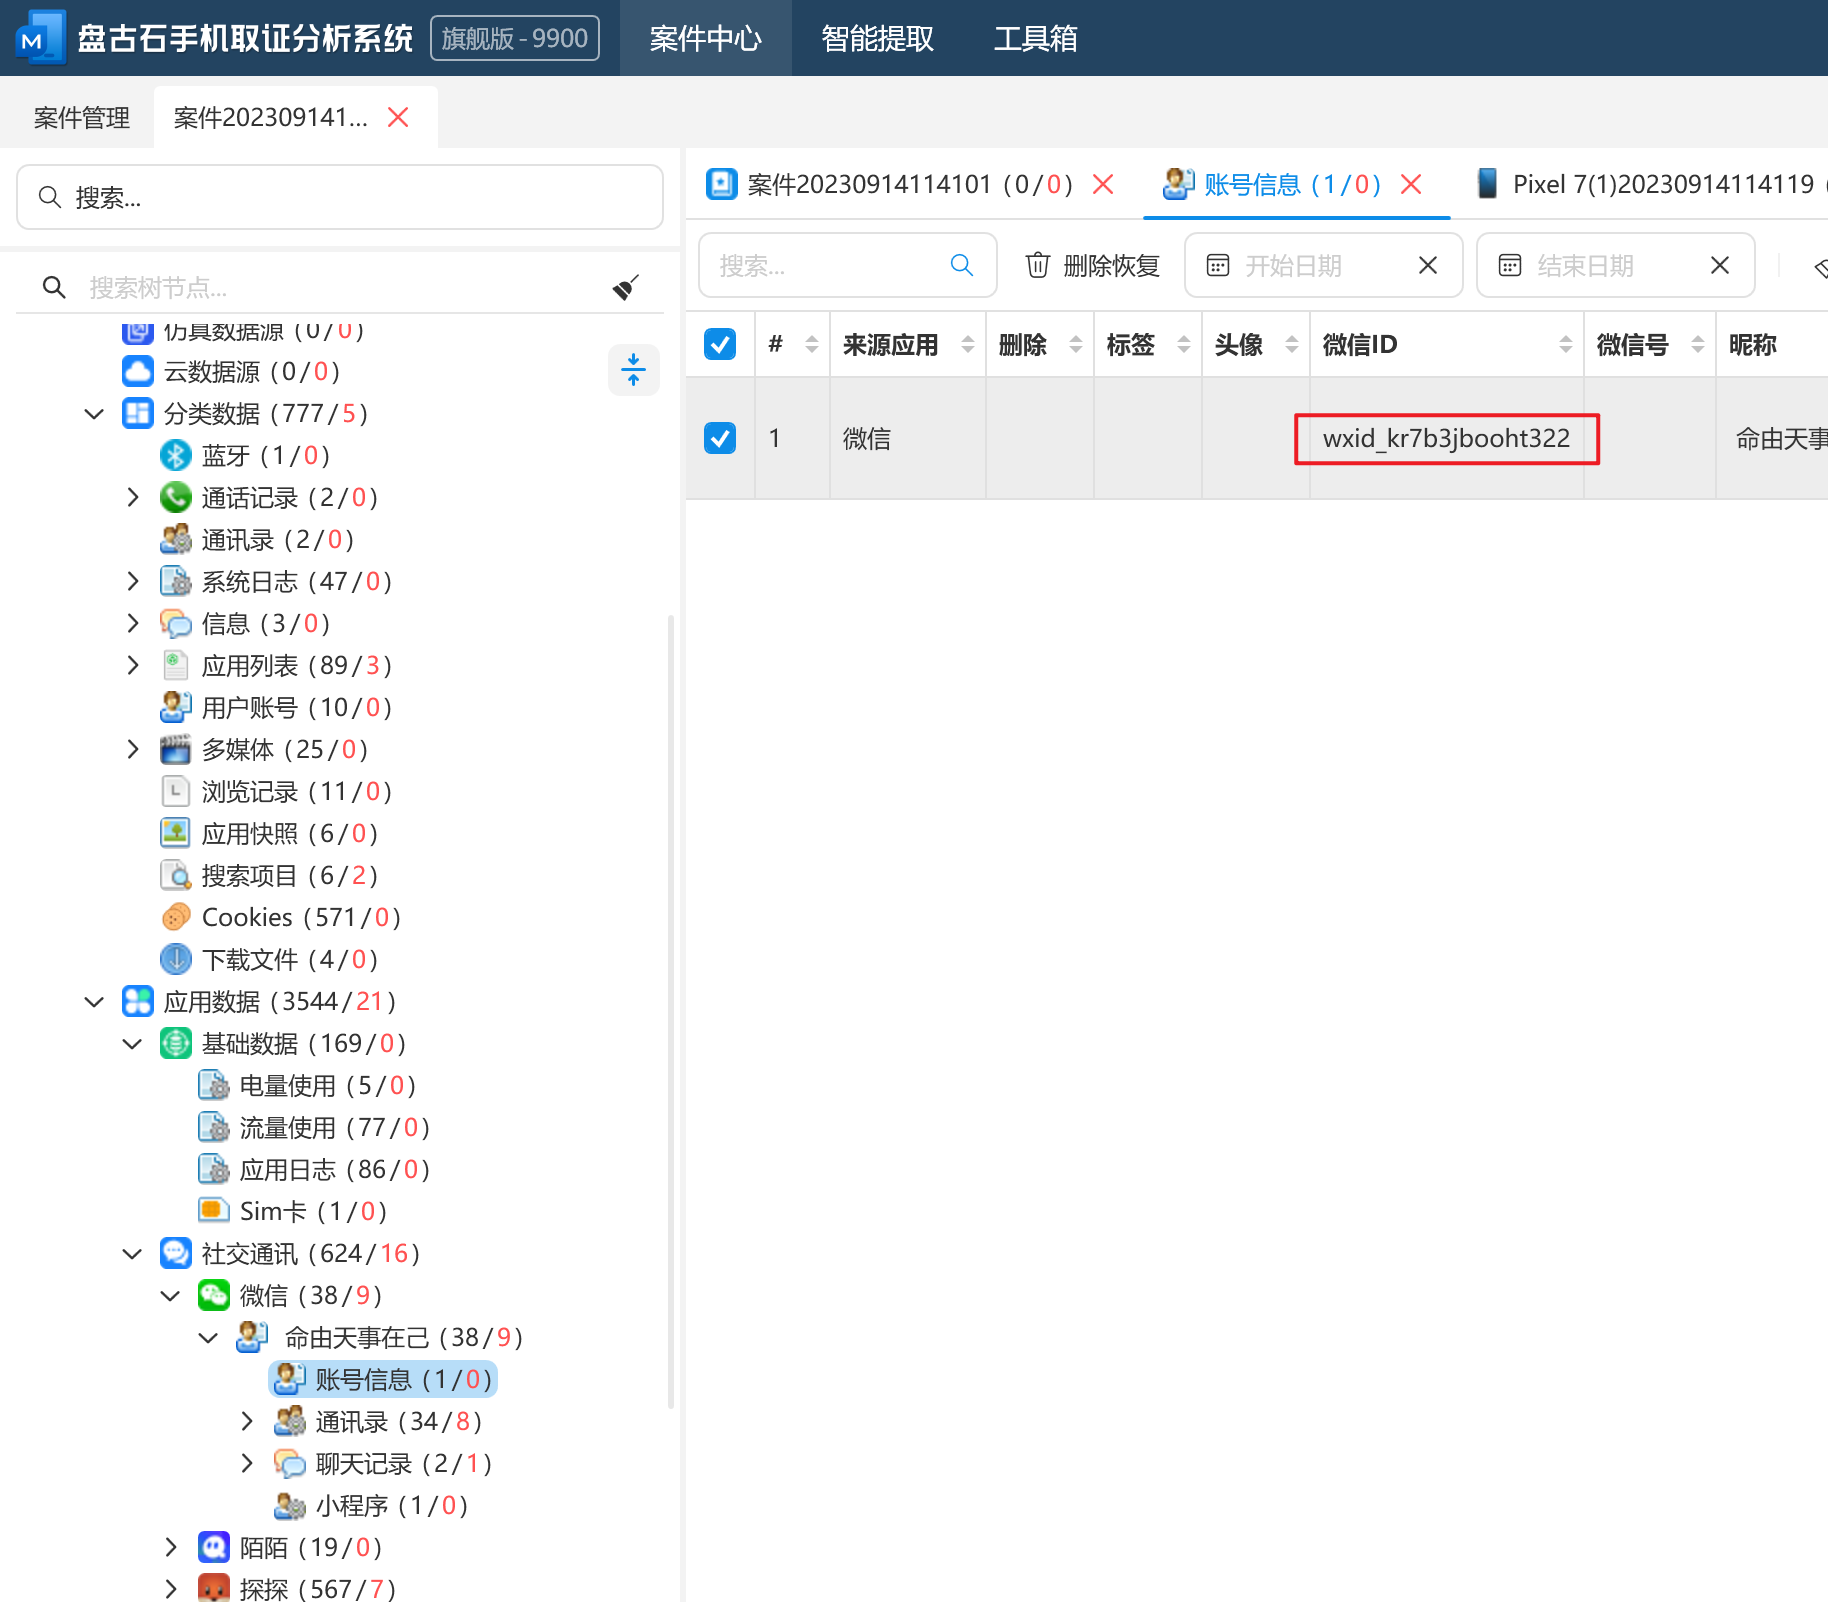 盘古石手机取证分析系统 旗舰版 - 9900 案件中心 智能提取 工具箱
案件管理 案件202309141...
搜索...
案件20230914114101 (0/0) 账号信息 (1/0) Pixel 7(1)20230914114119
搜索树节点...
搜索... 删除恢复 开始日期 结束日期
# 来源应用 删除 标签 头像 微信ID 微信号 昵称
1 微信 wxid_kr7b3jbooht322 命由天事
仿真数据源 (0/0)
云数据源 (0/0)
分类数据 (777/5)
蓝牙 (1/0)
通话记录 (2/0)
通讯录 (2/0)
系统日志 (47/0)
信息 (3/0)
应用列表 (89/3)
用户账号 (10/0)
多媒体 (25/0)
浏览记录 (11/0)
应用快照 (6/0)
搜索项目 (6/2)
Cookies (571/0)
下载文件 (4/0)
应用数据 (3544/21)
基础数据 (169/0)
电量使用 (5/0)
流量使用 (77/0)
应用日志 (86/0)
Sim卡 (1/0)
社交通讯 (624/16)
微信 (38/9)
命由天事在己 (38/9)
账号信息 (1/0)
通讯录 (34/8)
聊天记录 (2/1)
小程序 (1/0)
陌陌 (19/0)
探探 (567/7)